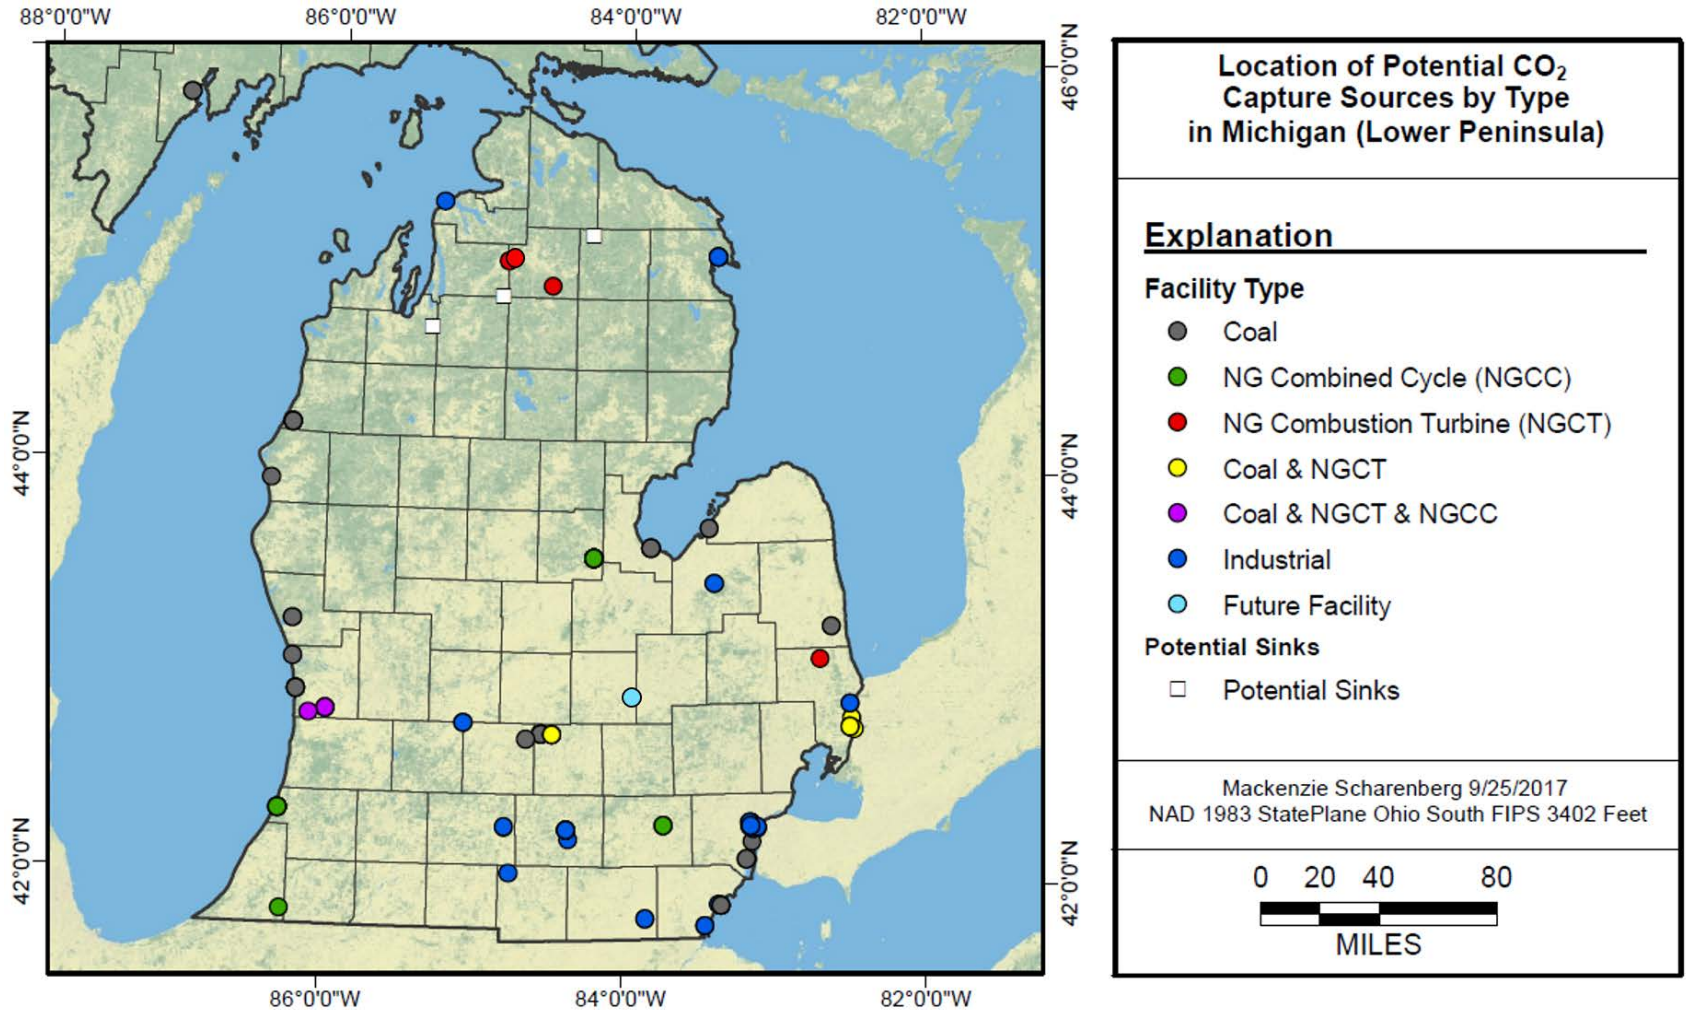 88°0'0"W 86°0'0"W 84°0'0"W 82°0'0"W
46°0'0"N
44°0'0"N
44°0'0"N
42°0'0"N
42°0'0"N
86°0'0"W 84°0'0"W 82°0'0"W
Location of Potential CO₂
Capture Sources by Type
in Michigan (Lower Peninsula)
Explanation
Facility Type
Coal
NG Combined Cycle (NGCC)
NG Combustion Turbine (NGCT)
Coal & NGCT
Coal & NGCT & NGCC
Industrial
Future Facility
Potential Sinks
Potential Sinks
Mackenzie Scharenberg 9/25/2017
NAD 1983 StatePlane Ohio South FIPS 3402 Feet
0 20 40 80
MILES